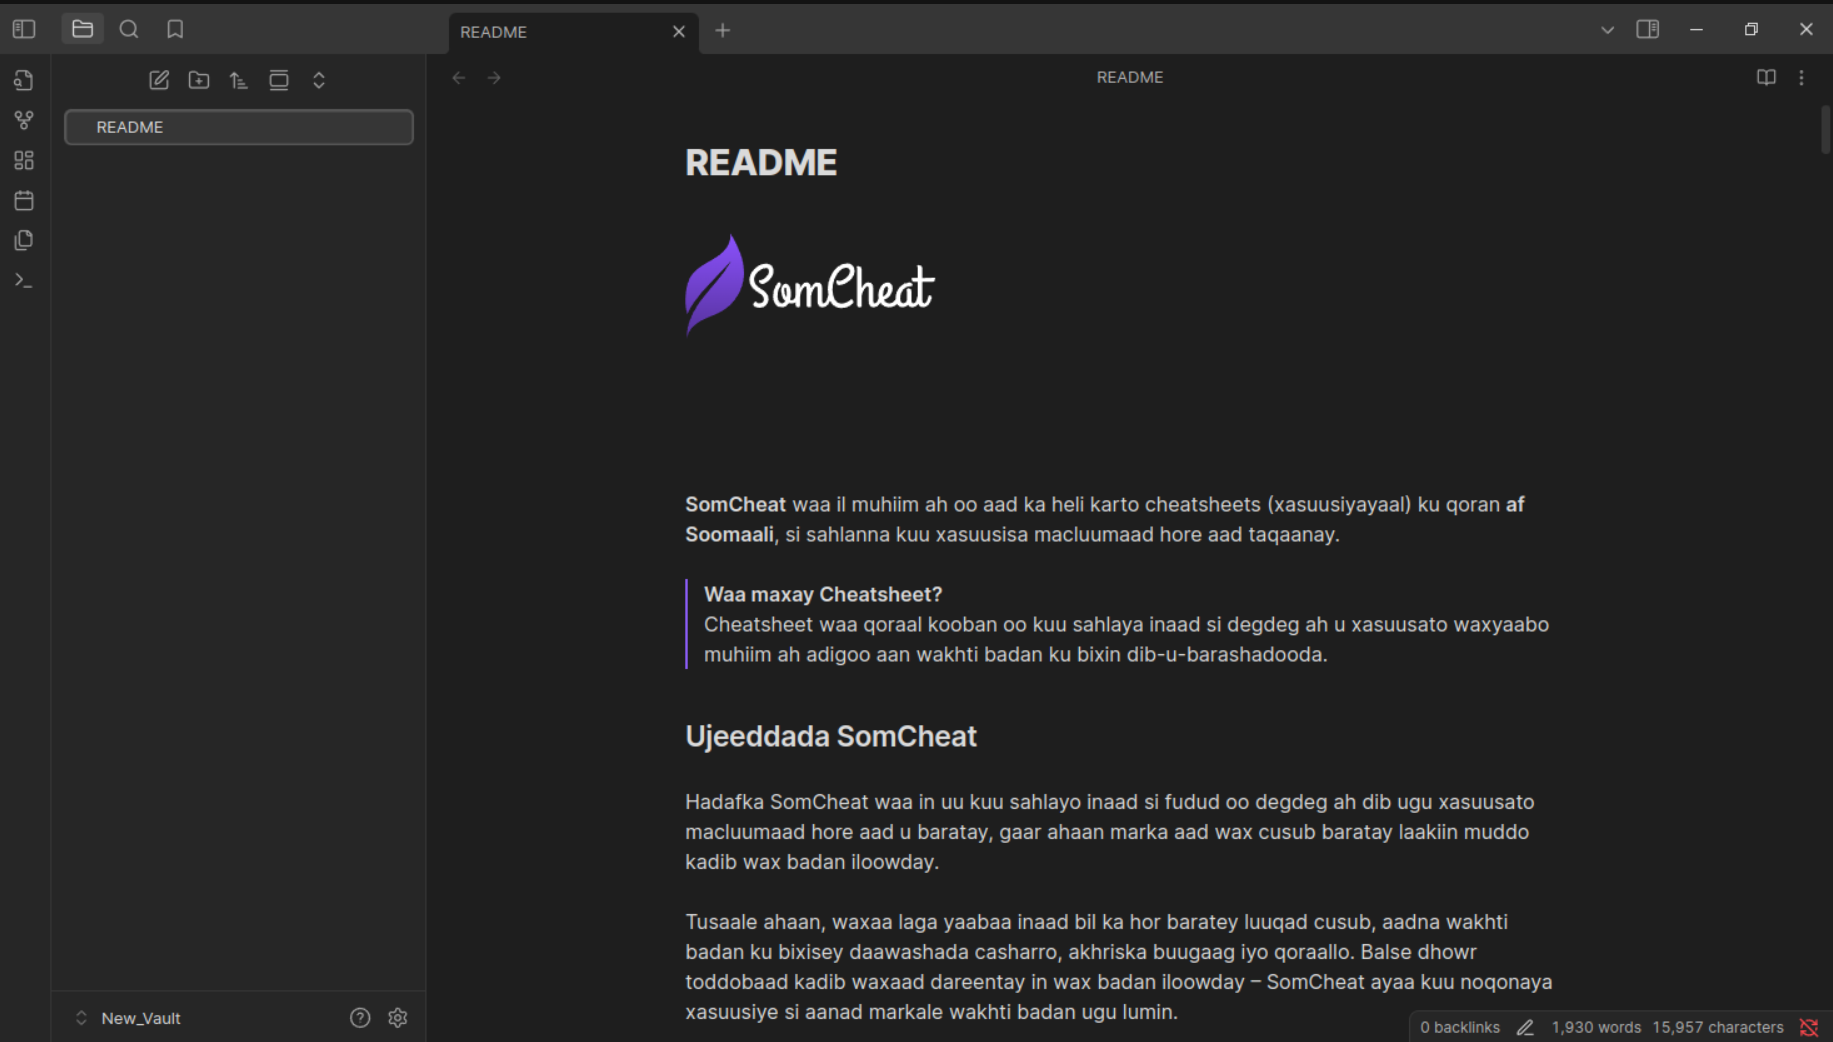 README
README
README
README
SomCheat
SomCheat waa il muhiim ah oo aad ka heli karto cheatsheets (xasuusiyayaal) ku qoran af
Soomaali, si sahlanna kuu xasuusisa macluumaad hore aad taqaanay.
Waa maxay Cheatsheet?
Cheatsheet waa qoraal kooban oo kuu sahlaya inaad si degdeg ah u xasuusato waxyaabo
muhiim ah adigoo aan wakhti badan ku bixin dib-u-barashadooda.
Ujeeddada SomCheat
Hadafka SomCheat waa in uu kuu sahlayo inaad si fudud oo degdeg ah dib ugu xasuusato
macluumaad hore aad u baratay, gaar ahaan marka aad wax cusub baratay laakiin muddo
kadib wax badan iloowday.
Tusaale ahaan, waxaa laga yaabaa inaad bil ka hor baratey luuqad cusub, aadna wakhti
badan ku bixisey daawashada casharro, akhriska buugaag iyo qoraallo. Balse dhowr
toddobaad kadib waxaad dareentay in wax badan iloowday – SomCheat ayaa kuu noqonaya
xasuusiye si aanad markale wakhti badan ugu lumin.
New_Vault
0 backlinks 1,930 words 15,957 characters